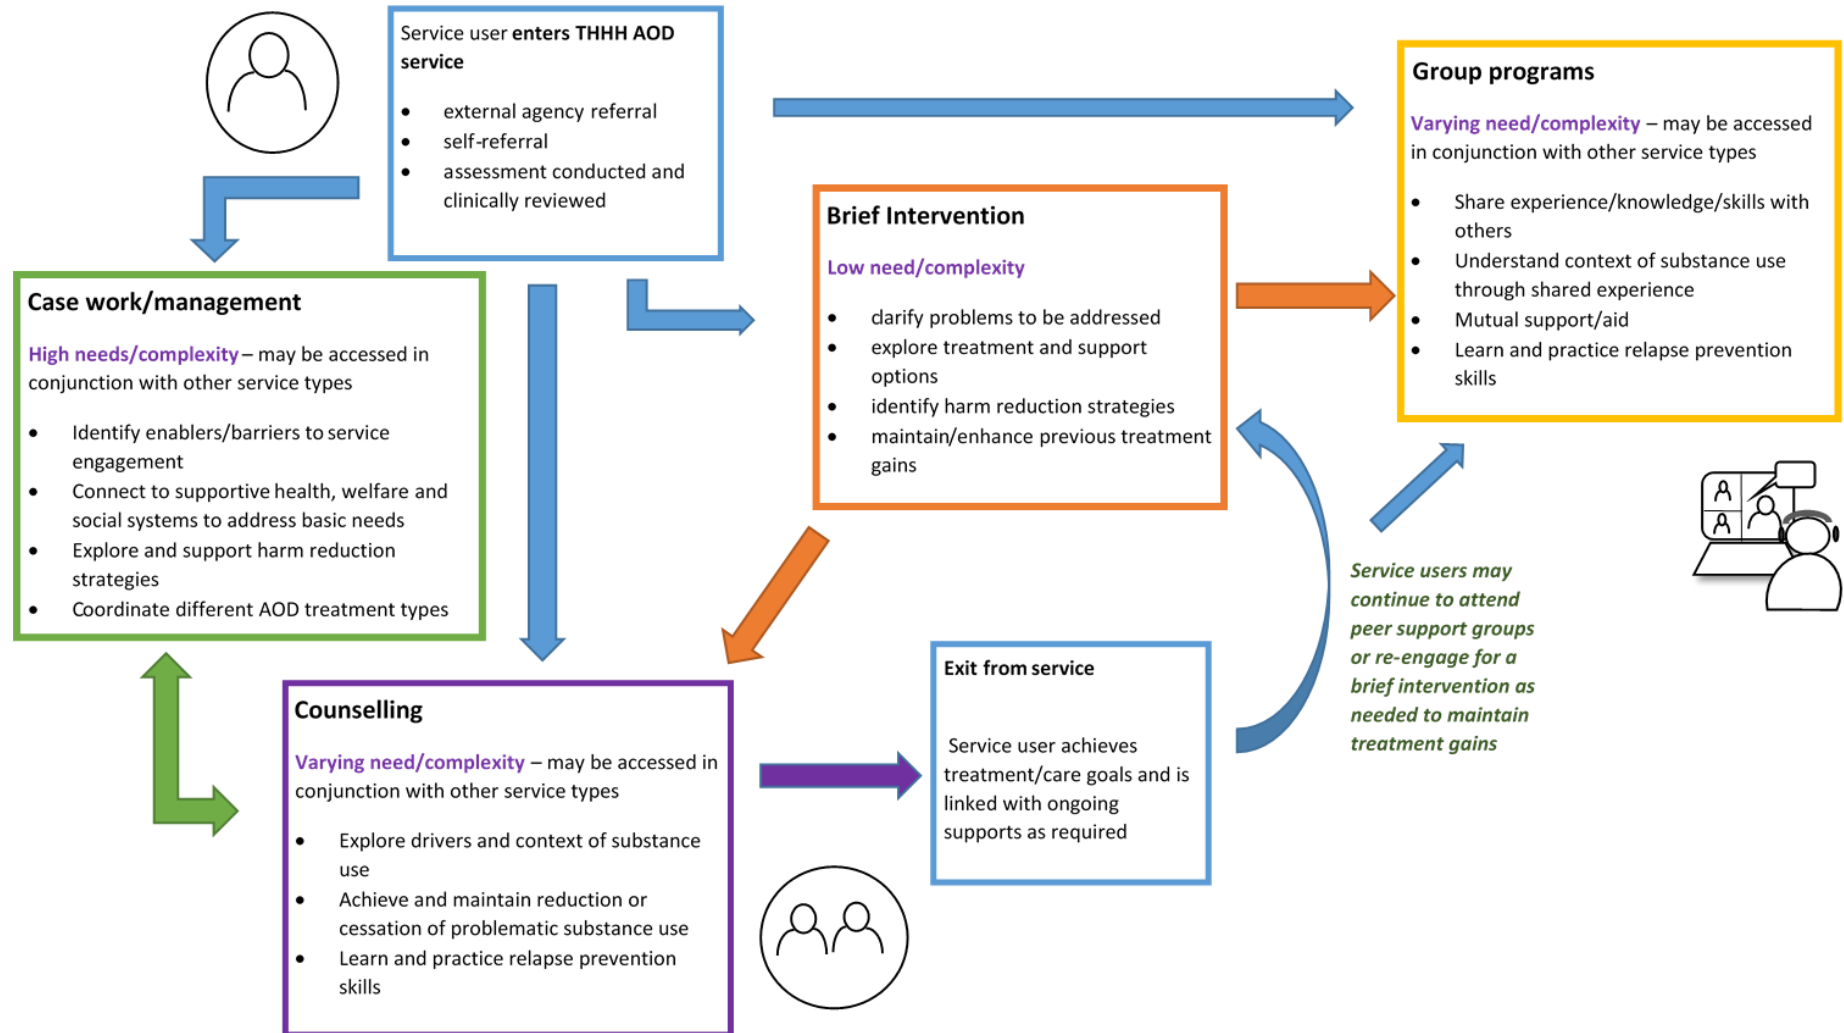 Service user enters THHH AOD
service
• external agency referral
• self-referral
• assessment conducted and
clinically reviewed
Group programs
Varying need/complexity – may be accessed
in conjunction with other service types
• Share experience/knowledge/skills with
others
• Understand context of substance use
through shared experience
• Mutual support/aid
• Learn and practice relapse prevention
skills
Brief Intervention
Low need/complexity
• clarify problems to be addressed
• explore treatment and support
options
• identify harm reduction strategies
• maintain/enhance previous treatment
gains
Case work/management
High needs/complexity – may be accessed in
conjunction with other service types
• Identify enablers/barriers to service
engagement
• Connect to supportive health, welfare and
social systems to address basic needs
• Explore and support harm reduction
strategies
• Coordinate different AOD treatment types
Counselling
Varying need/complexity – may be accessed in
conjunction with other service types
• Explore drivers and context of substance
use
• Achieve and maintain reduction or
cessation of problematic substance use
• Learn and practice relapse prevention
skills
Exit from service
Service user achieves
treatment/care goals and is
linked with ongoing
supports as required
Service users may
continue to attend
peer support groups
or re-engage for a
brief intervention as
needed to maintain
treatment gains